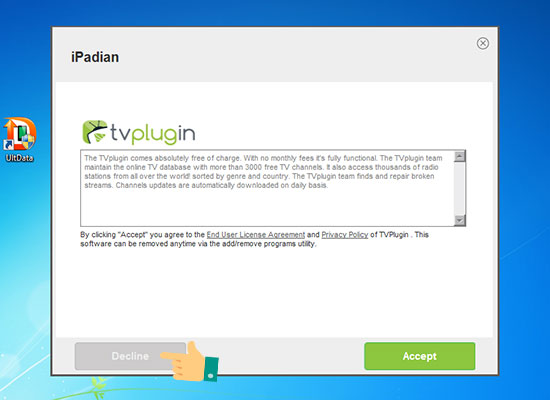 iPadian
UltData
tvplugin
The TVplugin comes absolutely free of charge. With no monthly fees it's fully functional. The TVplugin team
maintain the online TV database with more than 3000 free TV channels. It also access thousands of radio
stations from all over the world! sorted by genre and country. The TVplugin team finds and repair broken
streams. Channels updates are automatically downloaded on daily basis.
By clicking "Accept" you agree to the End User License Agreement and Privacy Policy of TVPlugin . This
software can be removed anytime via the add/remove programs utility.
Decline
Accept